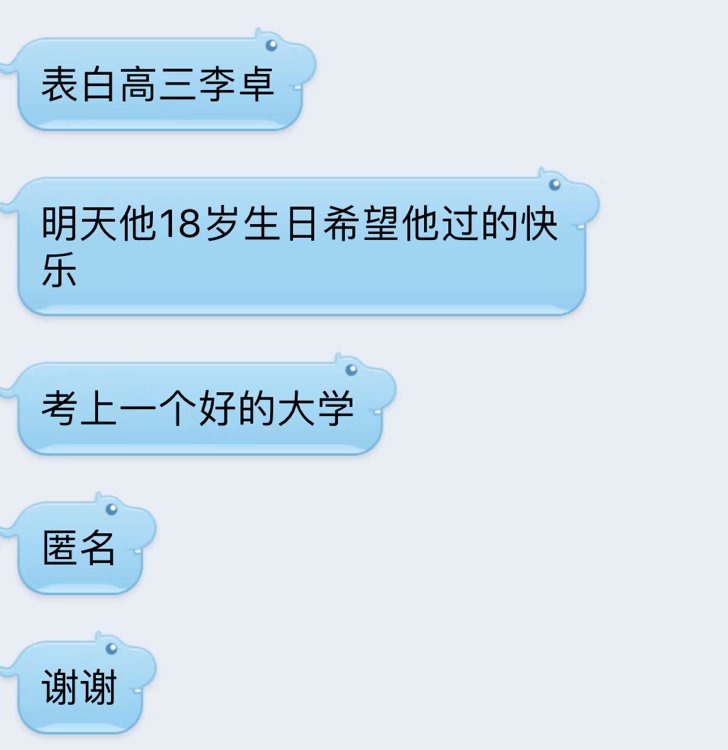 表白高三李卓
明天他18岁生日希望他过的快
乐
考上一个好的大学
匿名
谢谢